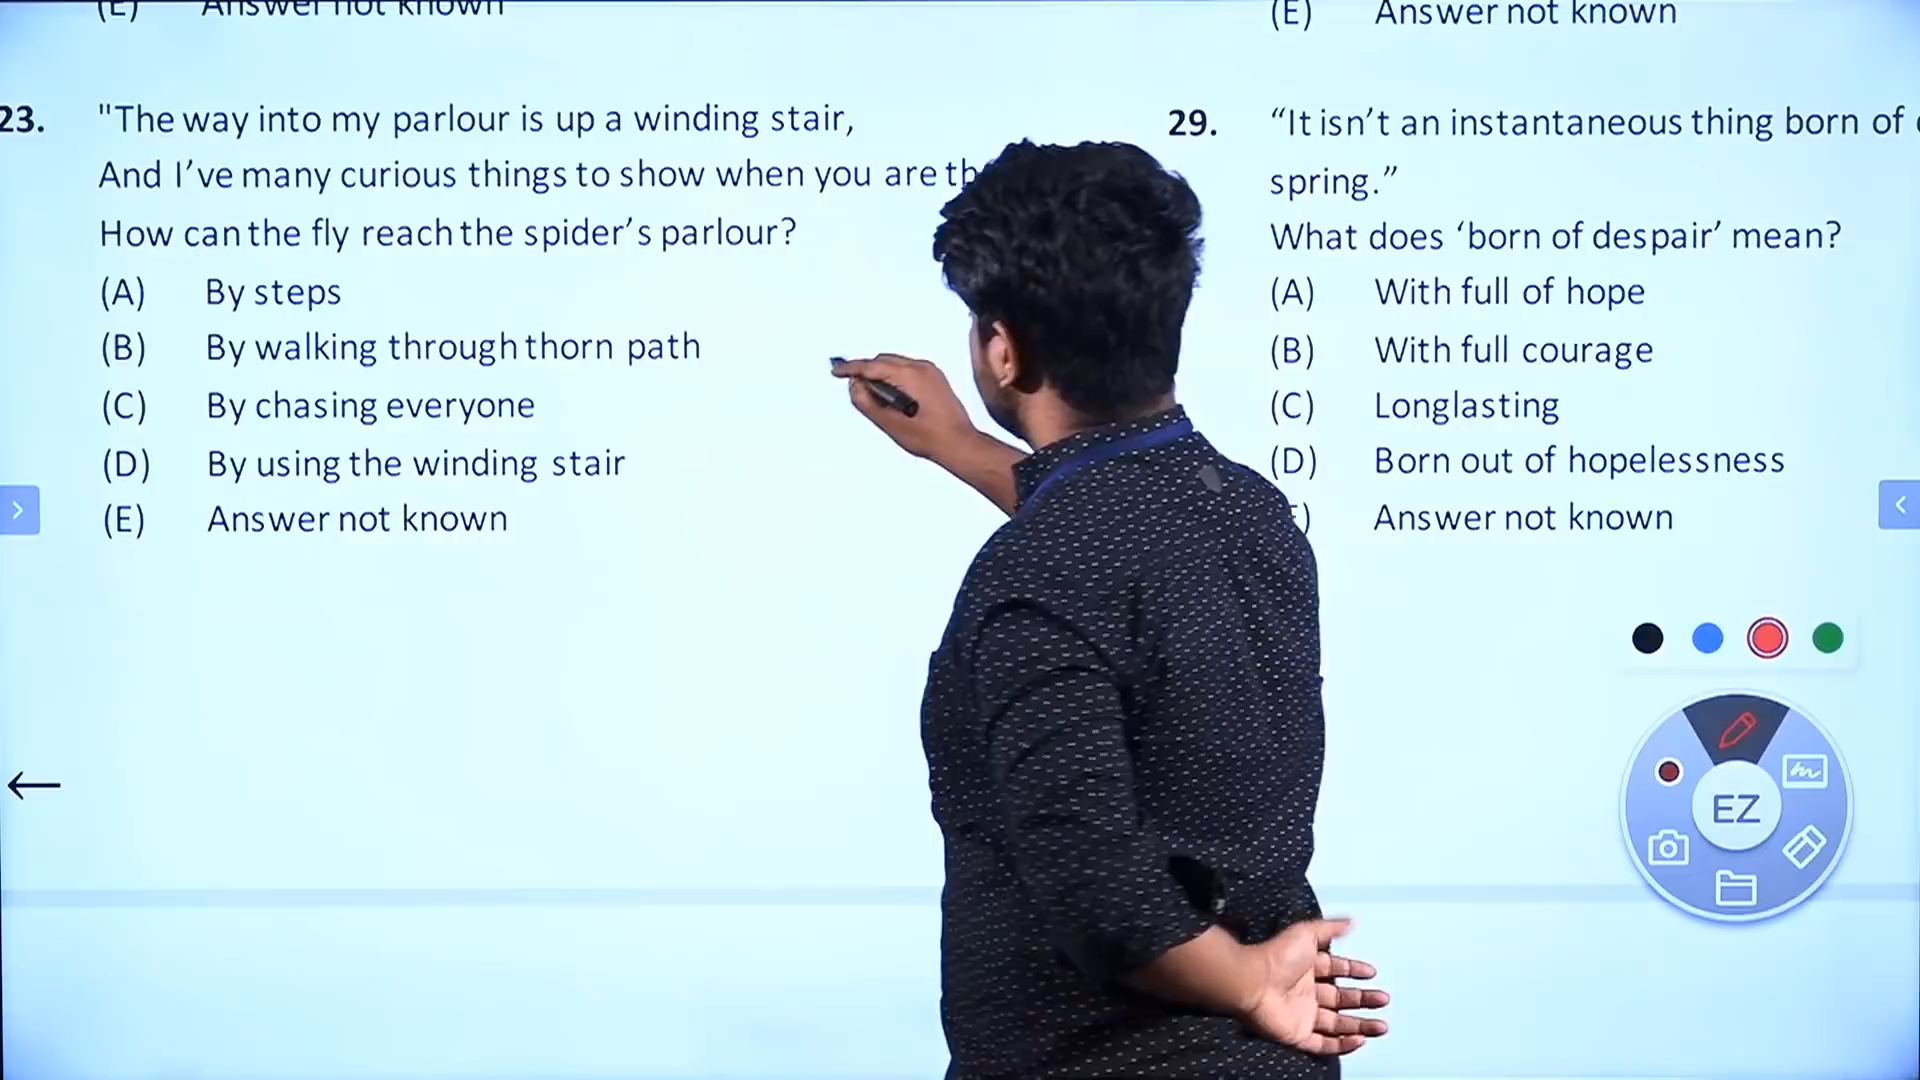 (E) Answer not known
23. "The way into my parlour is up a winding stair,
And I've many curious things to show when you are
How can the fly reach the spider's parlour?
(A) By steps
(B) By walking through thorn path
(C) By chasing everyone
(D) By using the winding stair
(E) Answer not known
(E) Answer not known
29. “It isn’t an instantaneous thing born of
spring.”
What does ‘born of despair’ mean?
(A) With full of hope
(B) With full courage
(C) Longlasting
(D) Born out of hopelessness
Answer not known
EZ